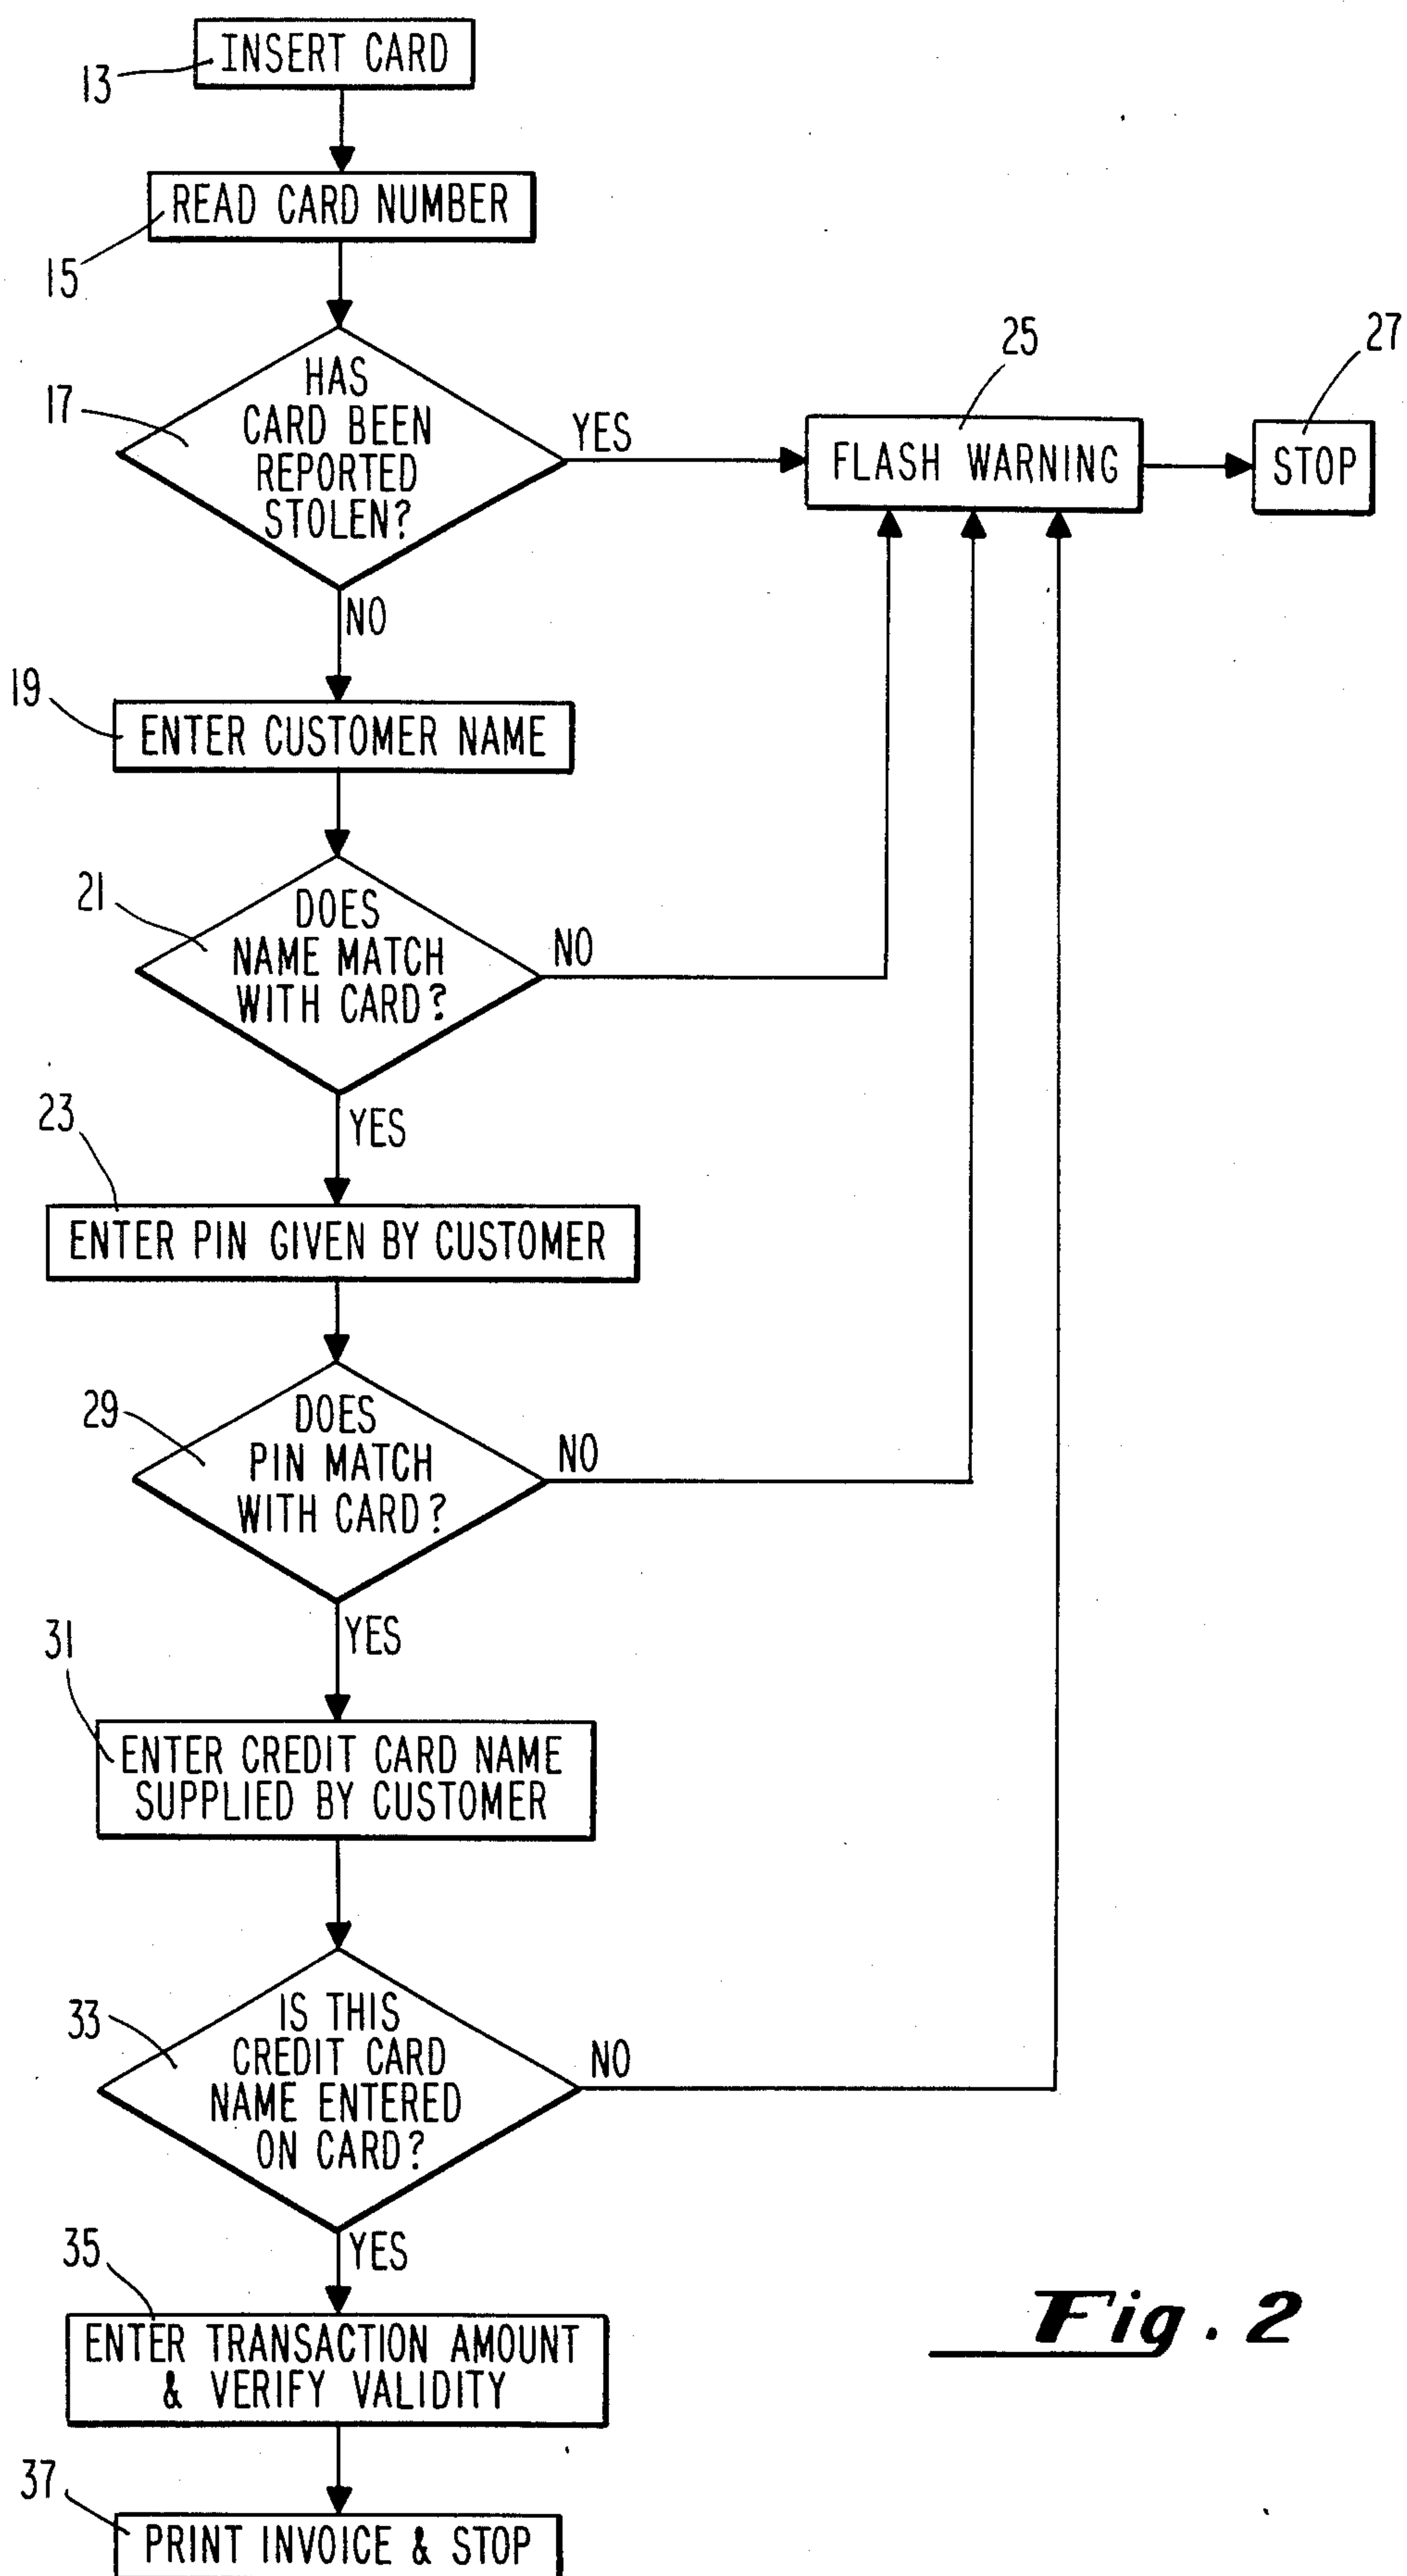 INSERT CARD
13
READ CARD NUMBER
15
HAS
CARD BEEN
REPORTED
STOLEN?
17
YES
25
FLASH WARNING
27
STOP
NO
19
ENTER CUSTOMER NAME
21
DOES
NAME MATCH
WITH CARD?
NO
YES
23
ENTER PIN GIVEN BY CUSTOMER
29
DOES
PIN MATCH
WITH CARD?
NO
YES
31
ENTER CREDIT CARD NAME
SUPPLIED BY CUSTOMER
33
IS THIS
CREDIT CARD
NAME ENTERED
ON CARD?
NO
YES
35
ENTER TRANSACTION AMOUNT
& VERIFY VALIDITY
37
PRINT INVOICE & STOP
Fig. 2